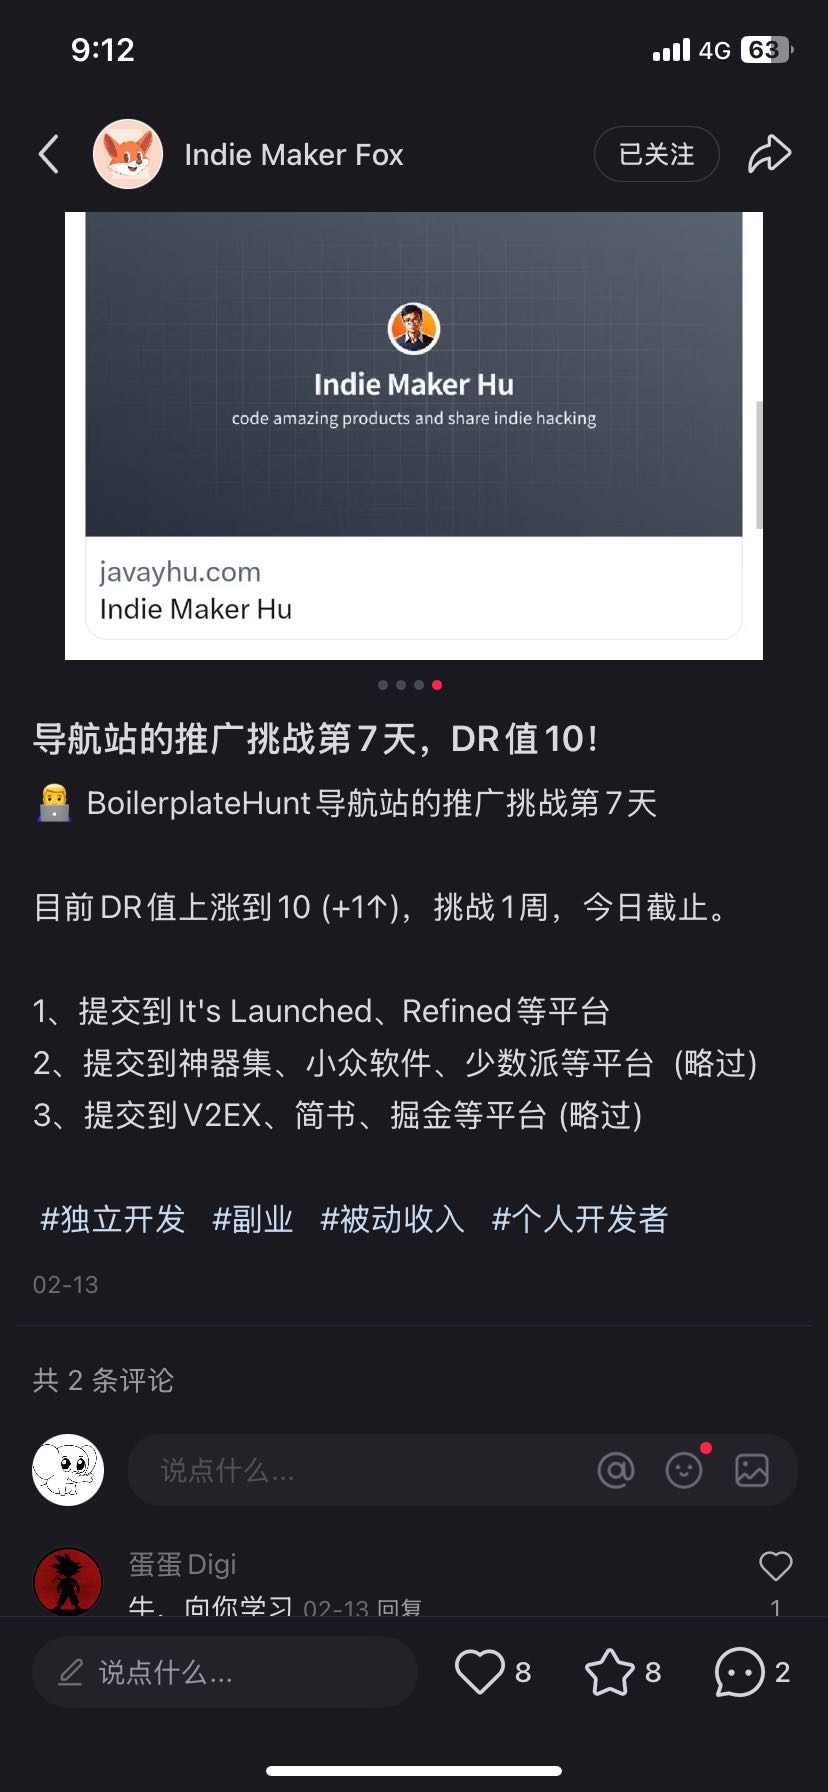 9:12
4G 63
Indie Maker Fox
已关注
Indie Maker Hu
code amazing products and share indie hacking
javayhu.com
Indie Maker Hu
导航站的推广挑战第7天，DR值10！
BoilerplateHunt导航站的推广挑战第7天
目前DR值上涨到10 (+1↑)，挑战1周，今日截止。
1、提交到It's Launched、Refined等平台
2、提交到神器集、小众软件、少数派等平台 (略过)
3、提交到V2EX、简书、掘金等平台 (略过)
#独立开发 #副业 #被动收入 #个人开发者
02-13
共 2 条评论
说点什么...
蛋蛋Digi
牛，向你学习 02-13 回复
1
说点什么...
8
8
2